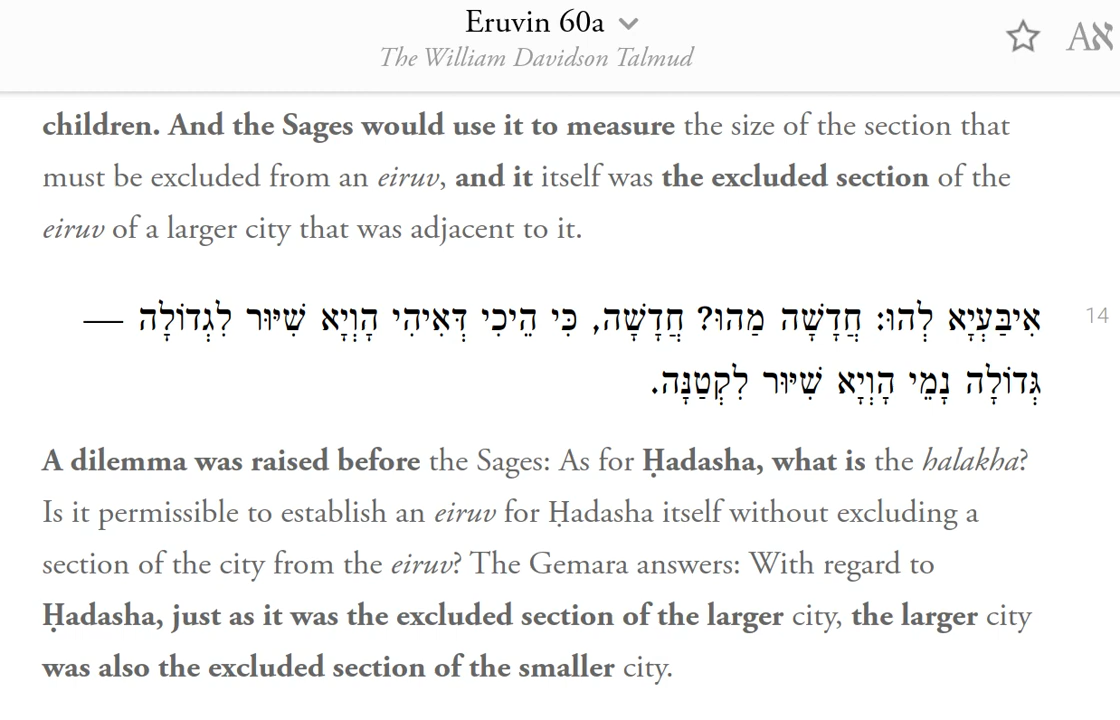 Eruvin 60a
The William Davidson Talmud
Aא
children. And the Sages would use it to measure the size of the section that
must be excluded from an eiruv, and it itself was the excluded section of the
eiruv of a larger city that was adjacent to it.
14
אִיבַּעְיָא לְהוּ: חֲדָשָׁה מַהוּ? חֲדָשָׁה, כִּי הֵיכִי דְּאִיהִי הָוְיָא שִׁיּוּר לִגְדוֹלָה —
גְּדוֹלָה נָמֵי הָוְיָא שִׁיּוּר לִקְטַנָּה.
A dilemma was raised before the Sages: As for Ḥadasha, what is the halakha?
Is it permissible to establish an eiruv for Ḥadasha itself without excluding a
section of the city from the eiruv? The Gemara answers: With regard to
Ḥadasha, just as it was the excluded section of the larger city, the larger city
was also the excluded section of the smaller city.